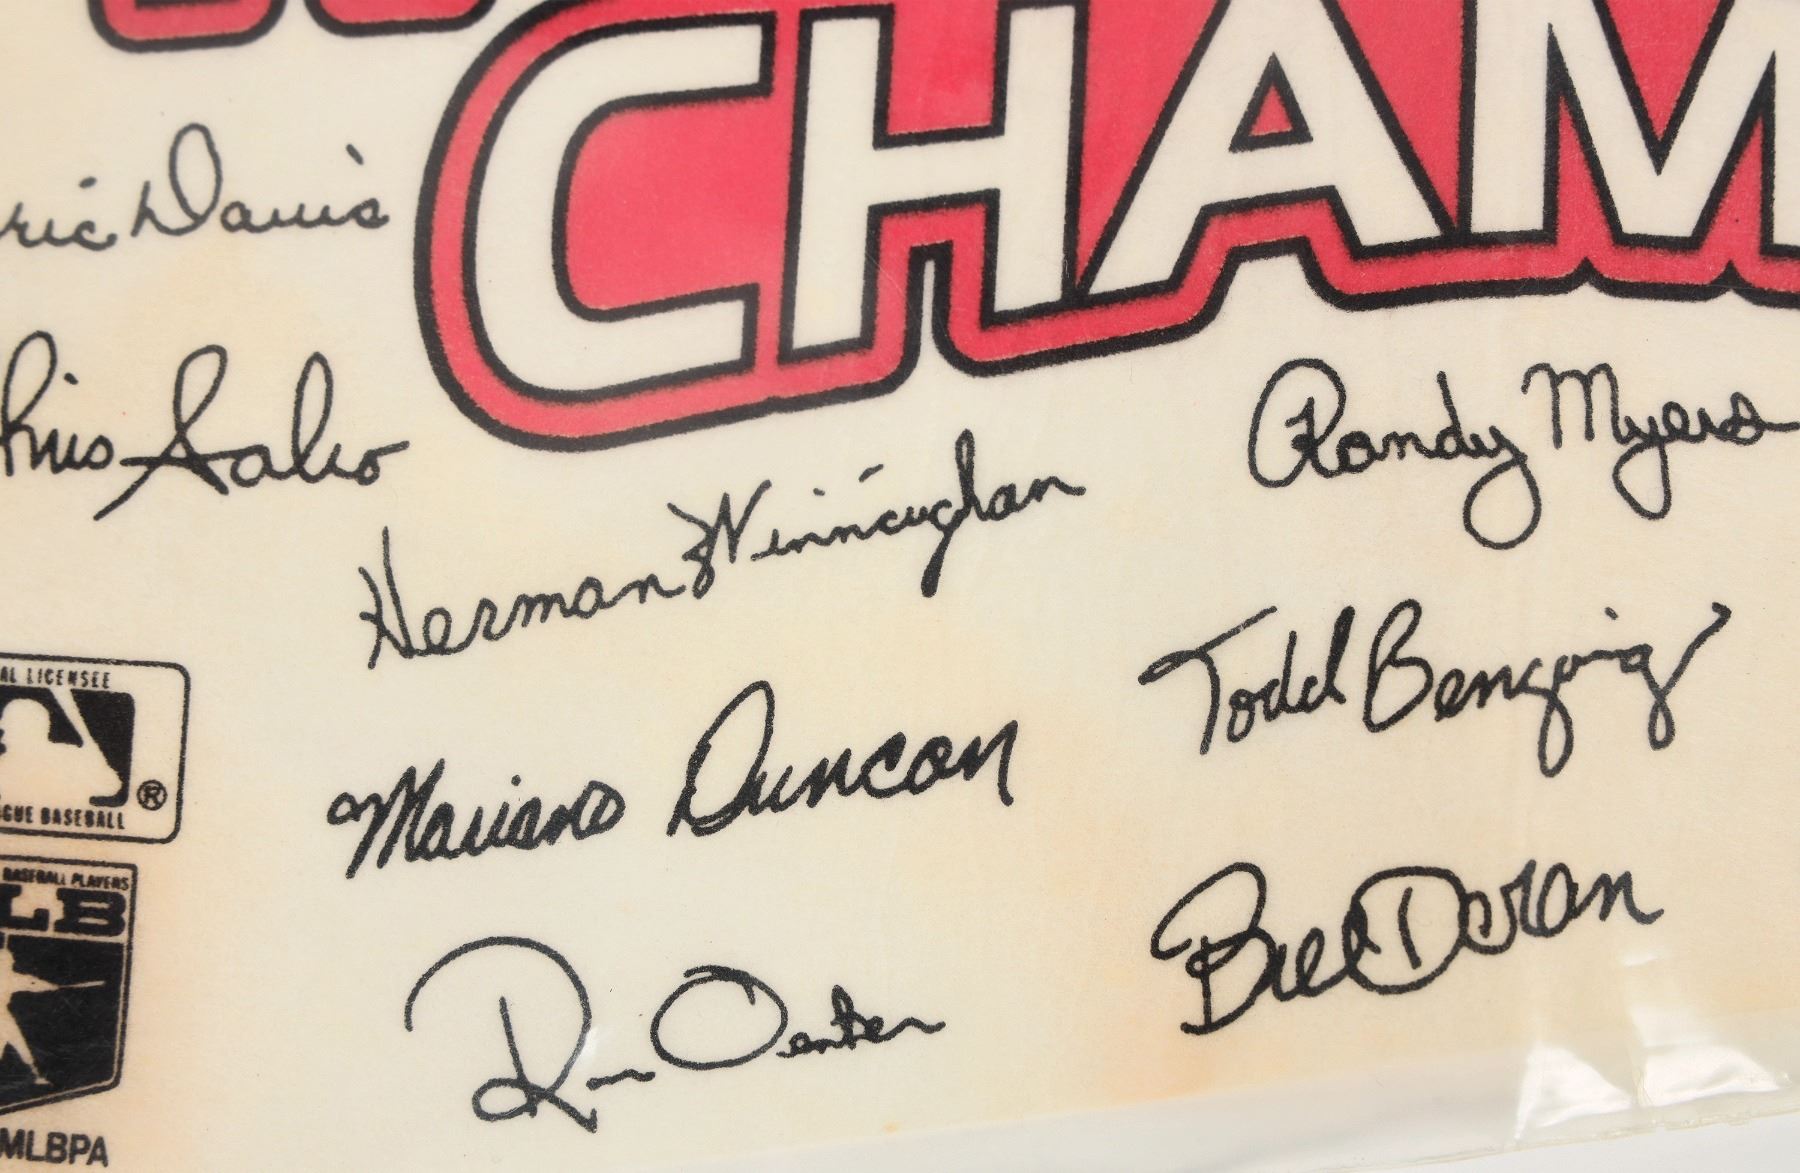 CHAM
ric Davis
hris Sabo
Herman Winningham
Randy Myers
Mariano Duncan
Todd Benzinger
Ron Oester
Bill Doran
AL LICENSEE
GUE BASEBALL
®
BASEBALL PLAYERS
LB
MLBPA